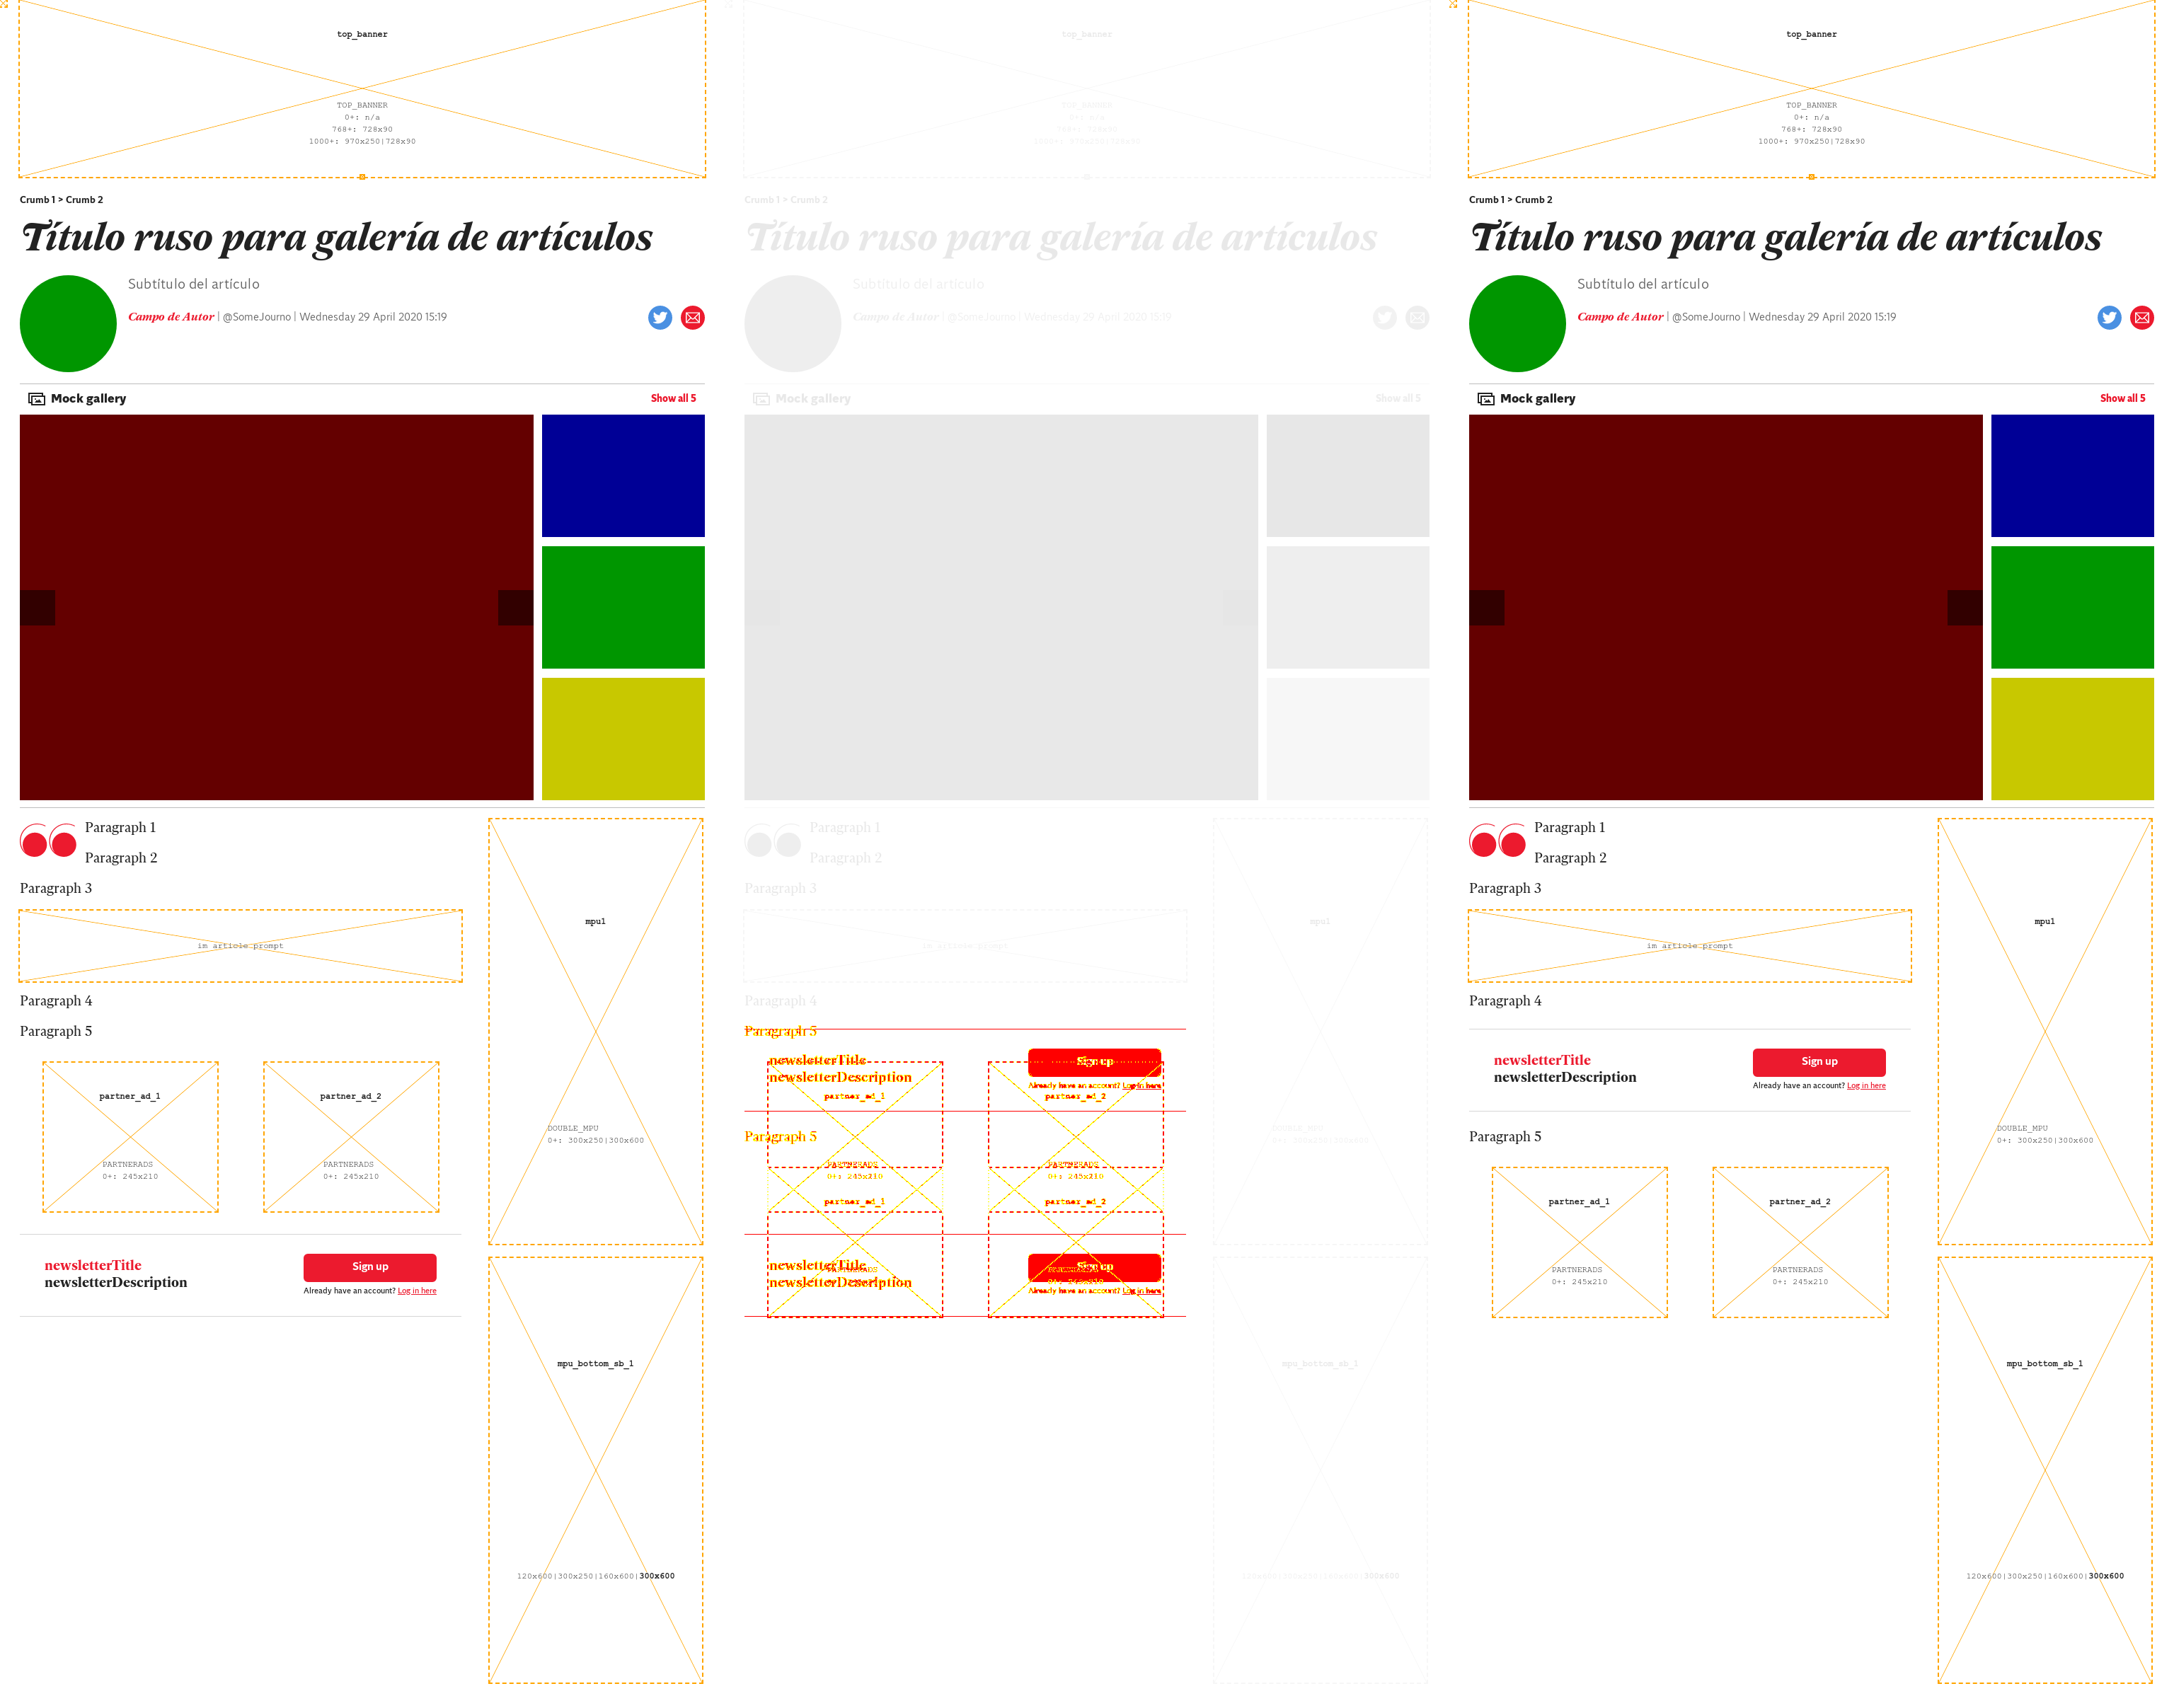 top_banner
TOP_BANNER
0+: n/a
768+: 728x90
1000+: 970x250|728x90
Crumb 1 > Crumb 2
Título ruso para galería de artículos
Subtítulo del artículo
Campo de Autor | @SomeJourno | Wednesday 29 April 2020 15:19
Mock gallery
Show all 5
Paragraph 1
Paragraph 2
Paragraph 3
im_article_prompt
Paragraph 4
Paragraph 5
partner_ad_1
partner_ad_2
PARTNERADS
0+: 245x210
PARTNERADS
0+: 245x210
newsletterTitle
newsletterDescription
Sign up
Already have an account? Log in here
mpu1
DOUBLE_MPU
0+: 300x250|300x600
mpu_bottom_sb_1
120x600|300x250|160x600|300x600
top_banner
TOP_BANNER
0+: n/a
768+: 728x90
1000+: 970x250|728x90
Crumb 1 > Crumb 2
Título ruso para galería de artículos
Subtítulo del artículo
Campo de Autor | @SomeJourno | Wednesday 29 April 2020 15:19
Mock gallery
Show all 5
Paragraph 1
Paragraph 2
Paragraph 3
im_article_prompt
Paragraph 4
Paragraph 5
newsletterTitle
newsletterDescription
Sign up
Already have an account? Log in here
partner_ad_1
partner_ad_2
Paragraph 5
PARTNERADS
0+: 245x210
PARTNERADS
0+: 245x210
partner_ad_1
partner_ad_2
newsletterTitle
newsletterDescription
Sign up
Already have an account? Log in here
mpu1
DOUBLE_MPU
0+: 300x250|300x600
mpu_bottom_sb_1
120x600|300x250|160x600|300x600
top_banner
TOP_BANNER
0+: n/a
768+: 728x90
1000+: 970x250|728x90
Crumb 1 > Crumb 2
Título ruso para galería de artículos
Subtítulo del artículo
Campo de Autor | @SomeJourno | Wednesday 29 April 2020 15:19
Mock gallery
Show all 5
Paragraph 1
Paragraph 2
Paragraph 3
im_article_prompt
Paragraph 4
newsletterTitle
newsletterDescription
Sign up
Already have an account? Log in here
Paragraph 5
partner_ad_1
partner_ad_2
PARTNERADS
0+: 245x210
PARTNERADS
0+: 245x210
mpu1
DOUBLE_MPU
0+: 300x250|300x600
mpu_bottom_sb_1
120x600|300x250|160x600|300x600